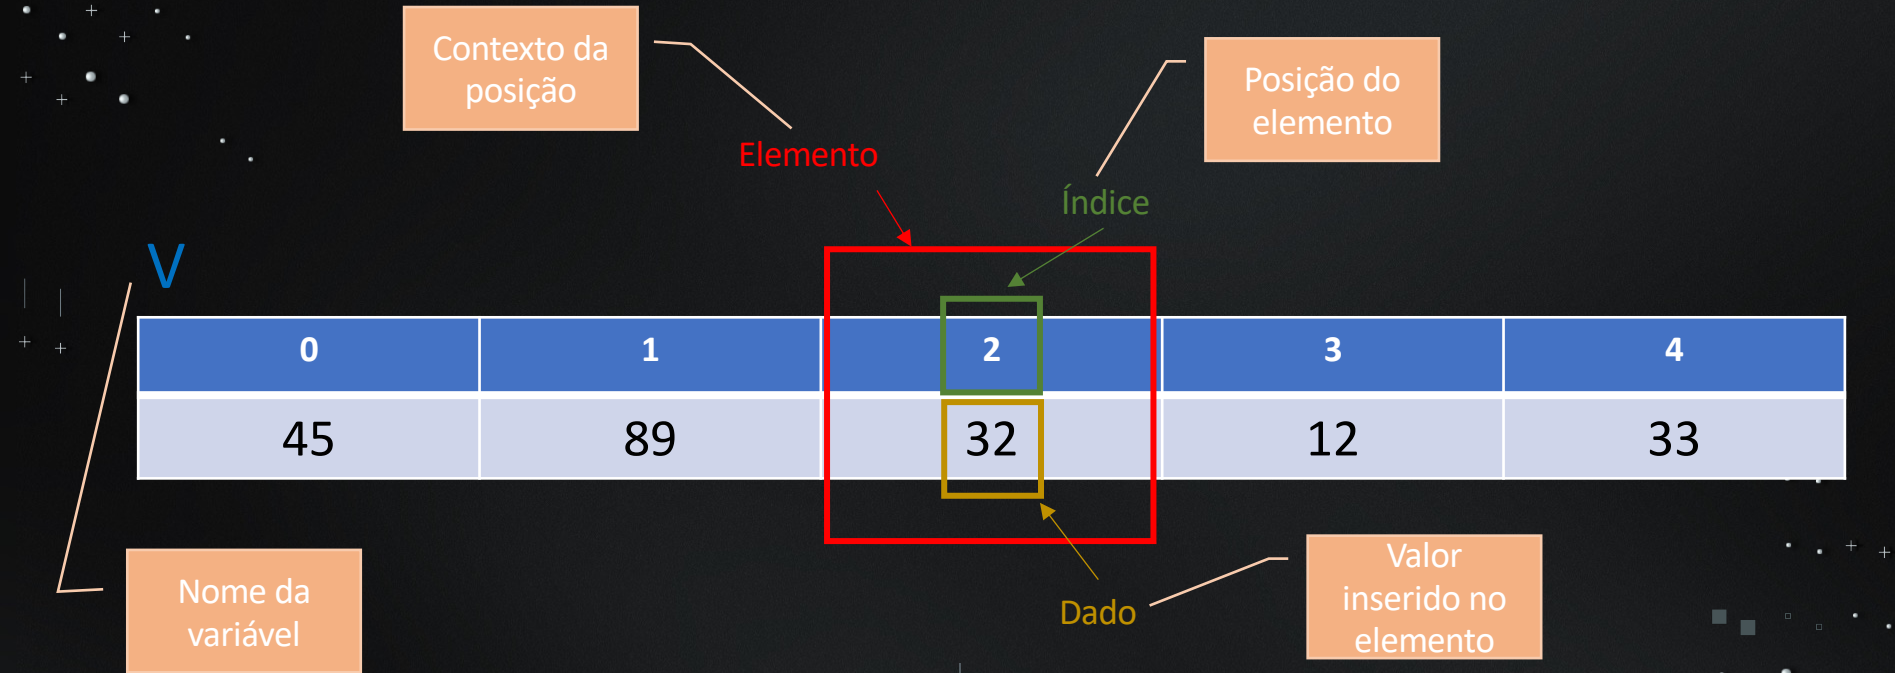 Contexto da
posição
Posição do
elemento
Elemento
Índice
V
0 1 2 3 4
45 89 32 12 33
Nome da
variável
Dado
Valor
inserido no
elemento